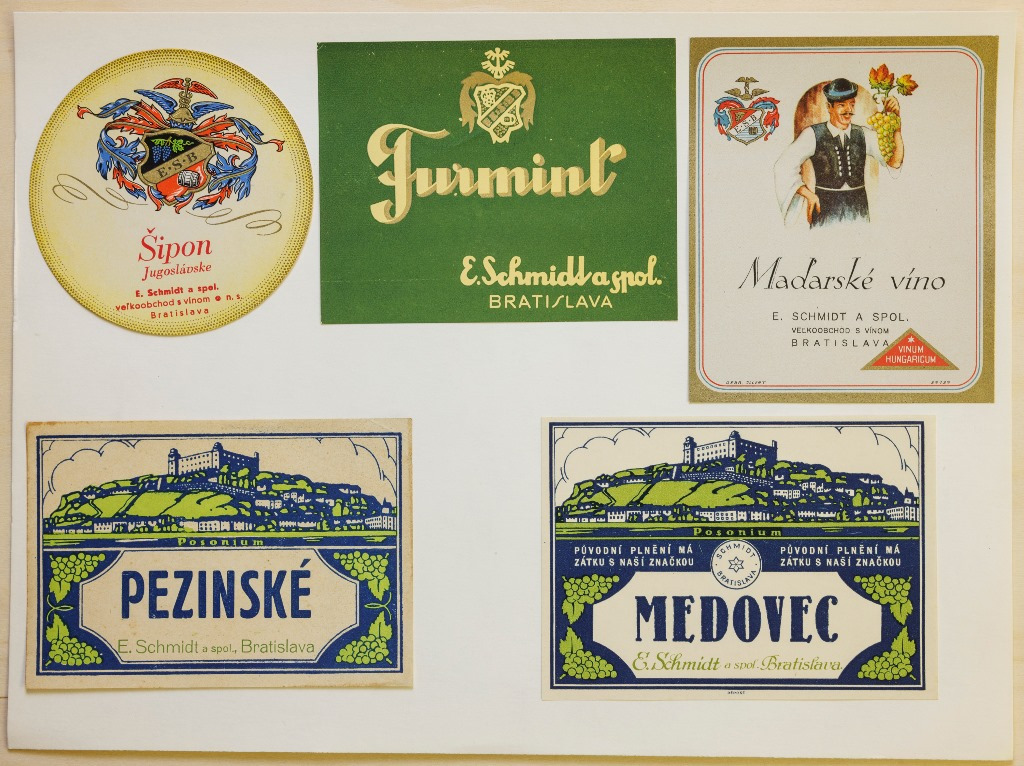 E·S·B
Šipon
Jugoslávske
E. Schmidt a spol.
veľkoobchod s vínom n. s.
Bratislava
Furmint
E. Schmidt a spol.
BRATISLAVA
E·S·B
Maďarské víno
E. SCHMIDT A SPOL.
VEĽKOOBCHOD S VÍNOM
BRATISLAVA
VINUM
HUNGARICUM
Posonium
PEZINSKÉ
E. Schmidt a spol., Bratislava
Posonium
PŮVODNÍ PLNĚNÍ MÁ
ZÁTKU S NAŠÍ ZNAČKOU
SCHMIDT
BRATISLAVA
PŮVODNÍ PLNĚNÍ MÁ
ZÁTKU S NAŠÍ ZNAČKOU
MEDOVEC
E. Schmidt a spol. Bratislava.